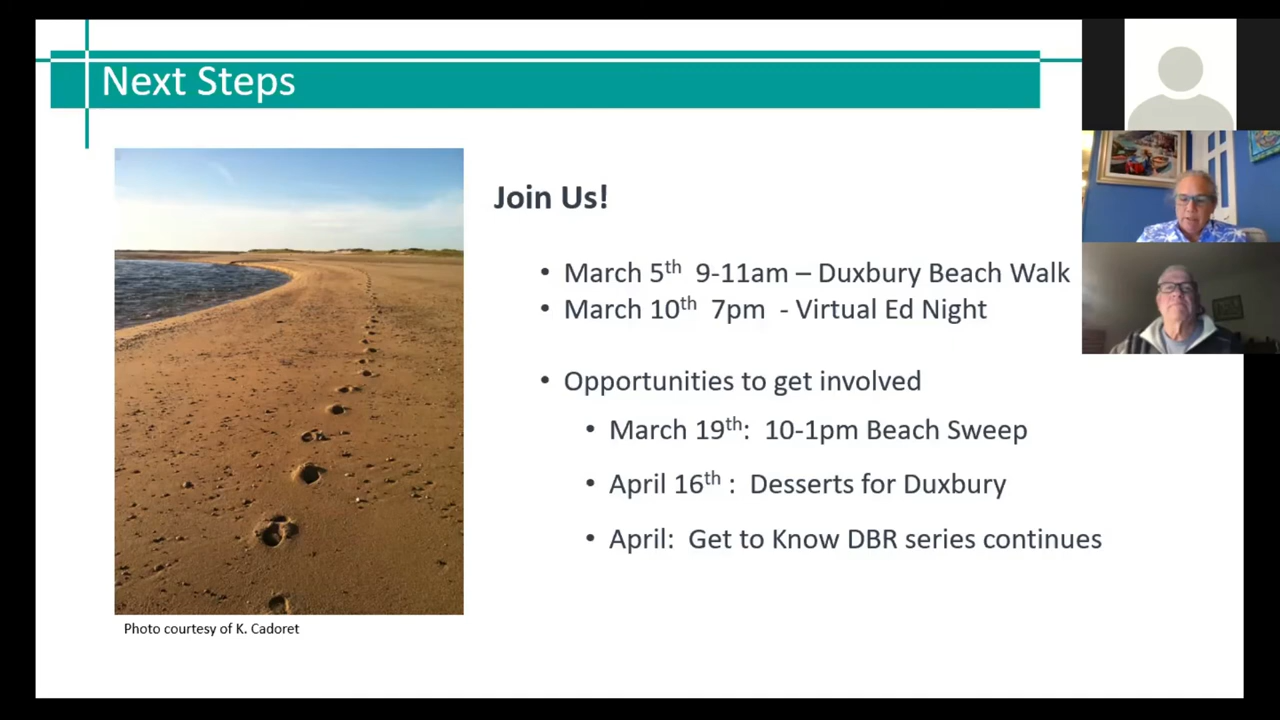 Next Steps
Join Us!
• March 5th 9-11am – Duxbury Beach Walk
• March 10th 7pm - Virtual Ed Night
• Opportunities to get involved
• March 19th: 10-1pm Beach Sweep
• April 16th : Desserts for Duxbury
• April: Get to Know DBR series continues
Photo courtesy of K. Cadoret